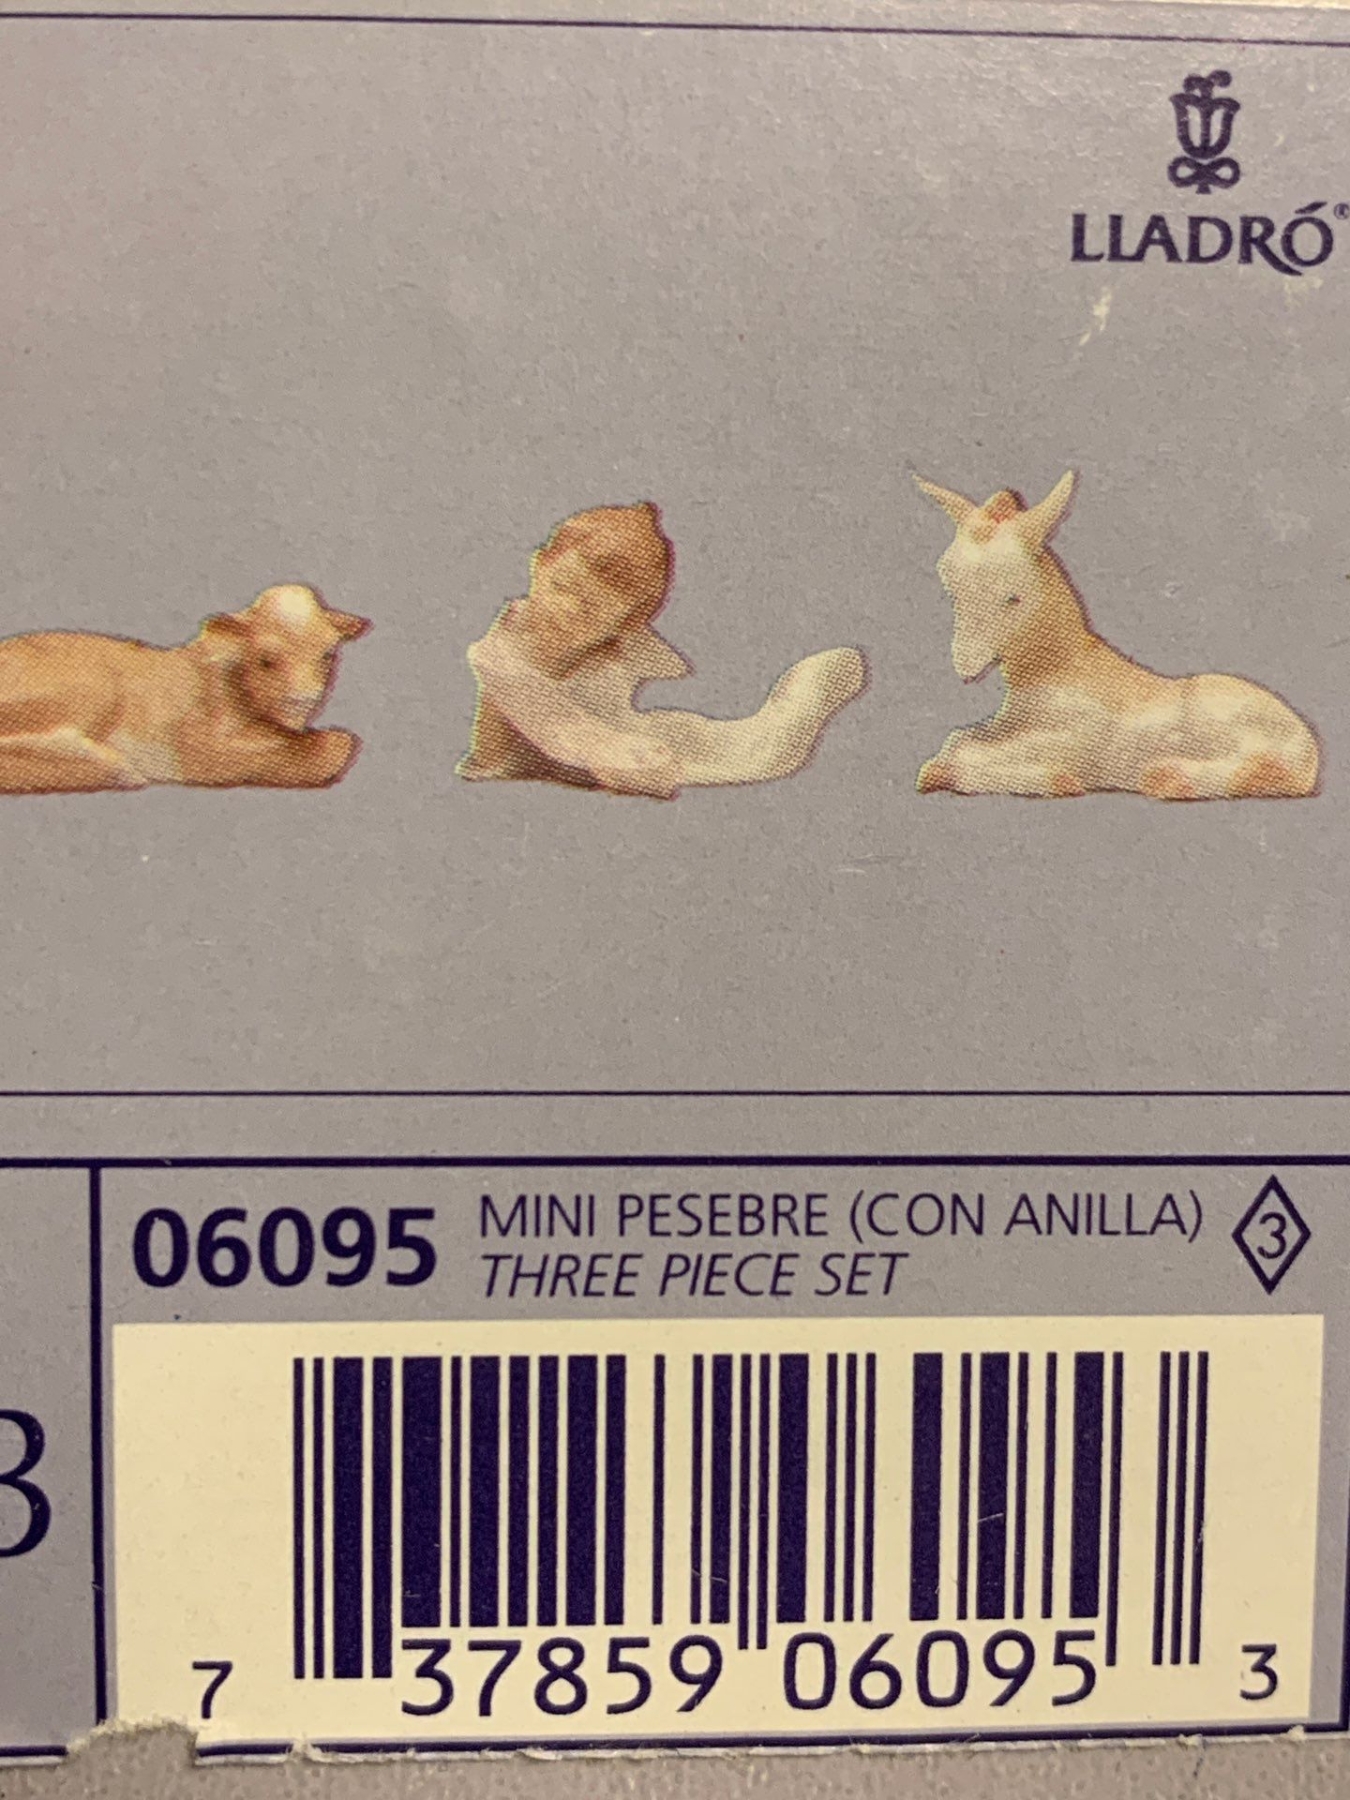 LLADRÓ®
06095 MINI PESEBRE (CON ANILLA) 3
THREE PIECE SET
7 37859 06095 3